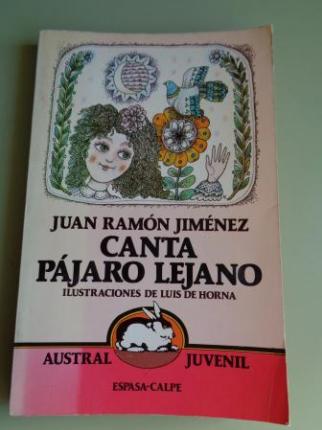 JUAN RAMÓN JIMÉNEZ
CANTA
PÁJARO LEJANO
ILUSTRACIONES DE LUIS DE HORNA
AUSTRAL JUVENIL
ESPASA-CALPE